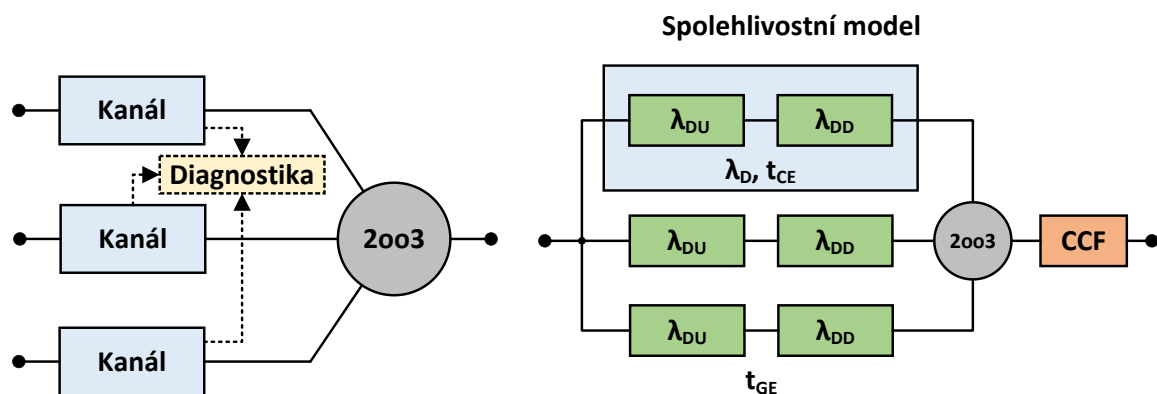 Spolehlivostní model
Kanál
Diagnostika
Kanál
Kanál
2oo3
λDU
λDD
λD, tCE
λDU
λDD
2oo3
CCF
λDU
λDD
tGE